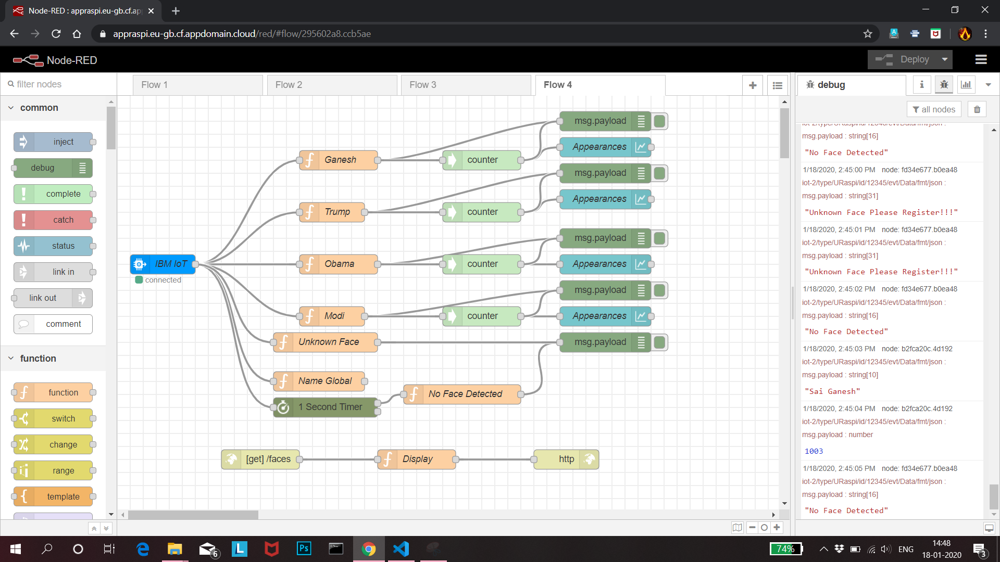 Node-RED : appraspi.eu-gb.cf.ap
appraspi.eu-gb.cf.appdomain.cloud/red/#flow/295602a8.ccb5ae
Node-RED
Deploy
filter nodes
Flow 1
Flow 2
Flow 3
Flow 4
debug
all nodes
common
inject
debug
complete
catch
status
link in
link out
comment
function
function
switch
change
range
template
msg.payload
Appearances
Ganesh
counter
msg.payload
Appearances
Trump
counter
msg.payload
IBM IoT
connected
Obama
counter
Appearances
msg.payload
Modi
counter
Appearances
Unknown Face
msg.payload
Name Global
No Face Detected
1 Second Timer
[get] /faces
Display
http
iot-2/type/URaspi/id/12345/evt/Data/fmt/json :
msg.payload : string[16]
"No Face Detected"
1/18/2020, 2:45:00 PM node: fd34e677.b0ea48
iot-2/type/URaspi/id/12345/evt/Data/fmt/json :
msg.payload : string[31]
"Unknown Face Please Register!!!"
1/18/2020, 2:45:01 PM node: fd34e677.b0ea48
iot-2/type/URaspi/id/12345/evt/Data/fmt/json :
msg.payload : string[31]
"Unknown Face Please Register!!!"
1/18/2020, 2:45:02 PM node: fd34e677.b0ea48
iot-2/type/URaspi/id/12345/evt/Data/fmt/json :
msg.payload : string[16]
"No Face Detected"
1/18/2020, 2:45:03 PM node: b2fca20c.4d192
iot-2/type/URaspi/id/12345/evt/Data/fmt/json :
msg.payload : string[10]
"Sai Ganesh"
1/18/2020, 2:45:04 PM node: b2fca20c.4d192
iot-2/type/URaspi/id/12345/evt/Data/fmt/json :
msg.payload : number
1003
1/18/2020, 2:45:05 PM node: fd34e677.b0ea48
iot-2/type/URaspi/id/12345/evt/Data/fmt/json :
msg.payload : string[16]
"No Face Detected"
6
L
Ps
74%
ENG
14:48
18-01-2020
3